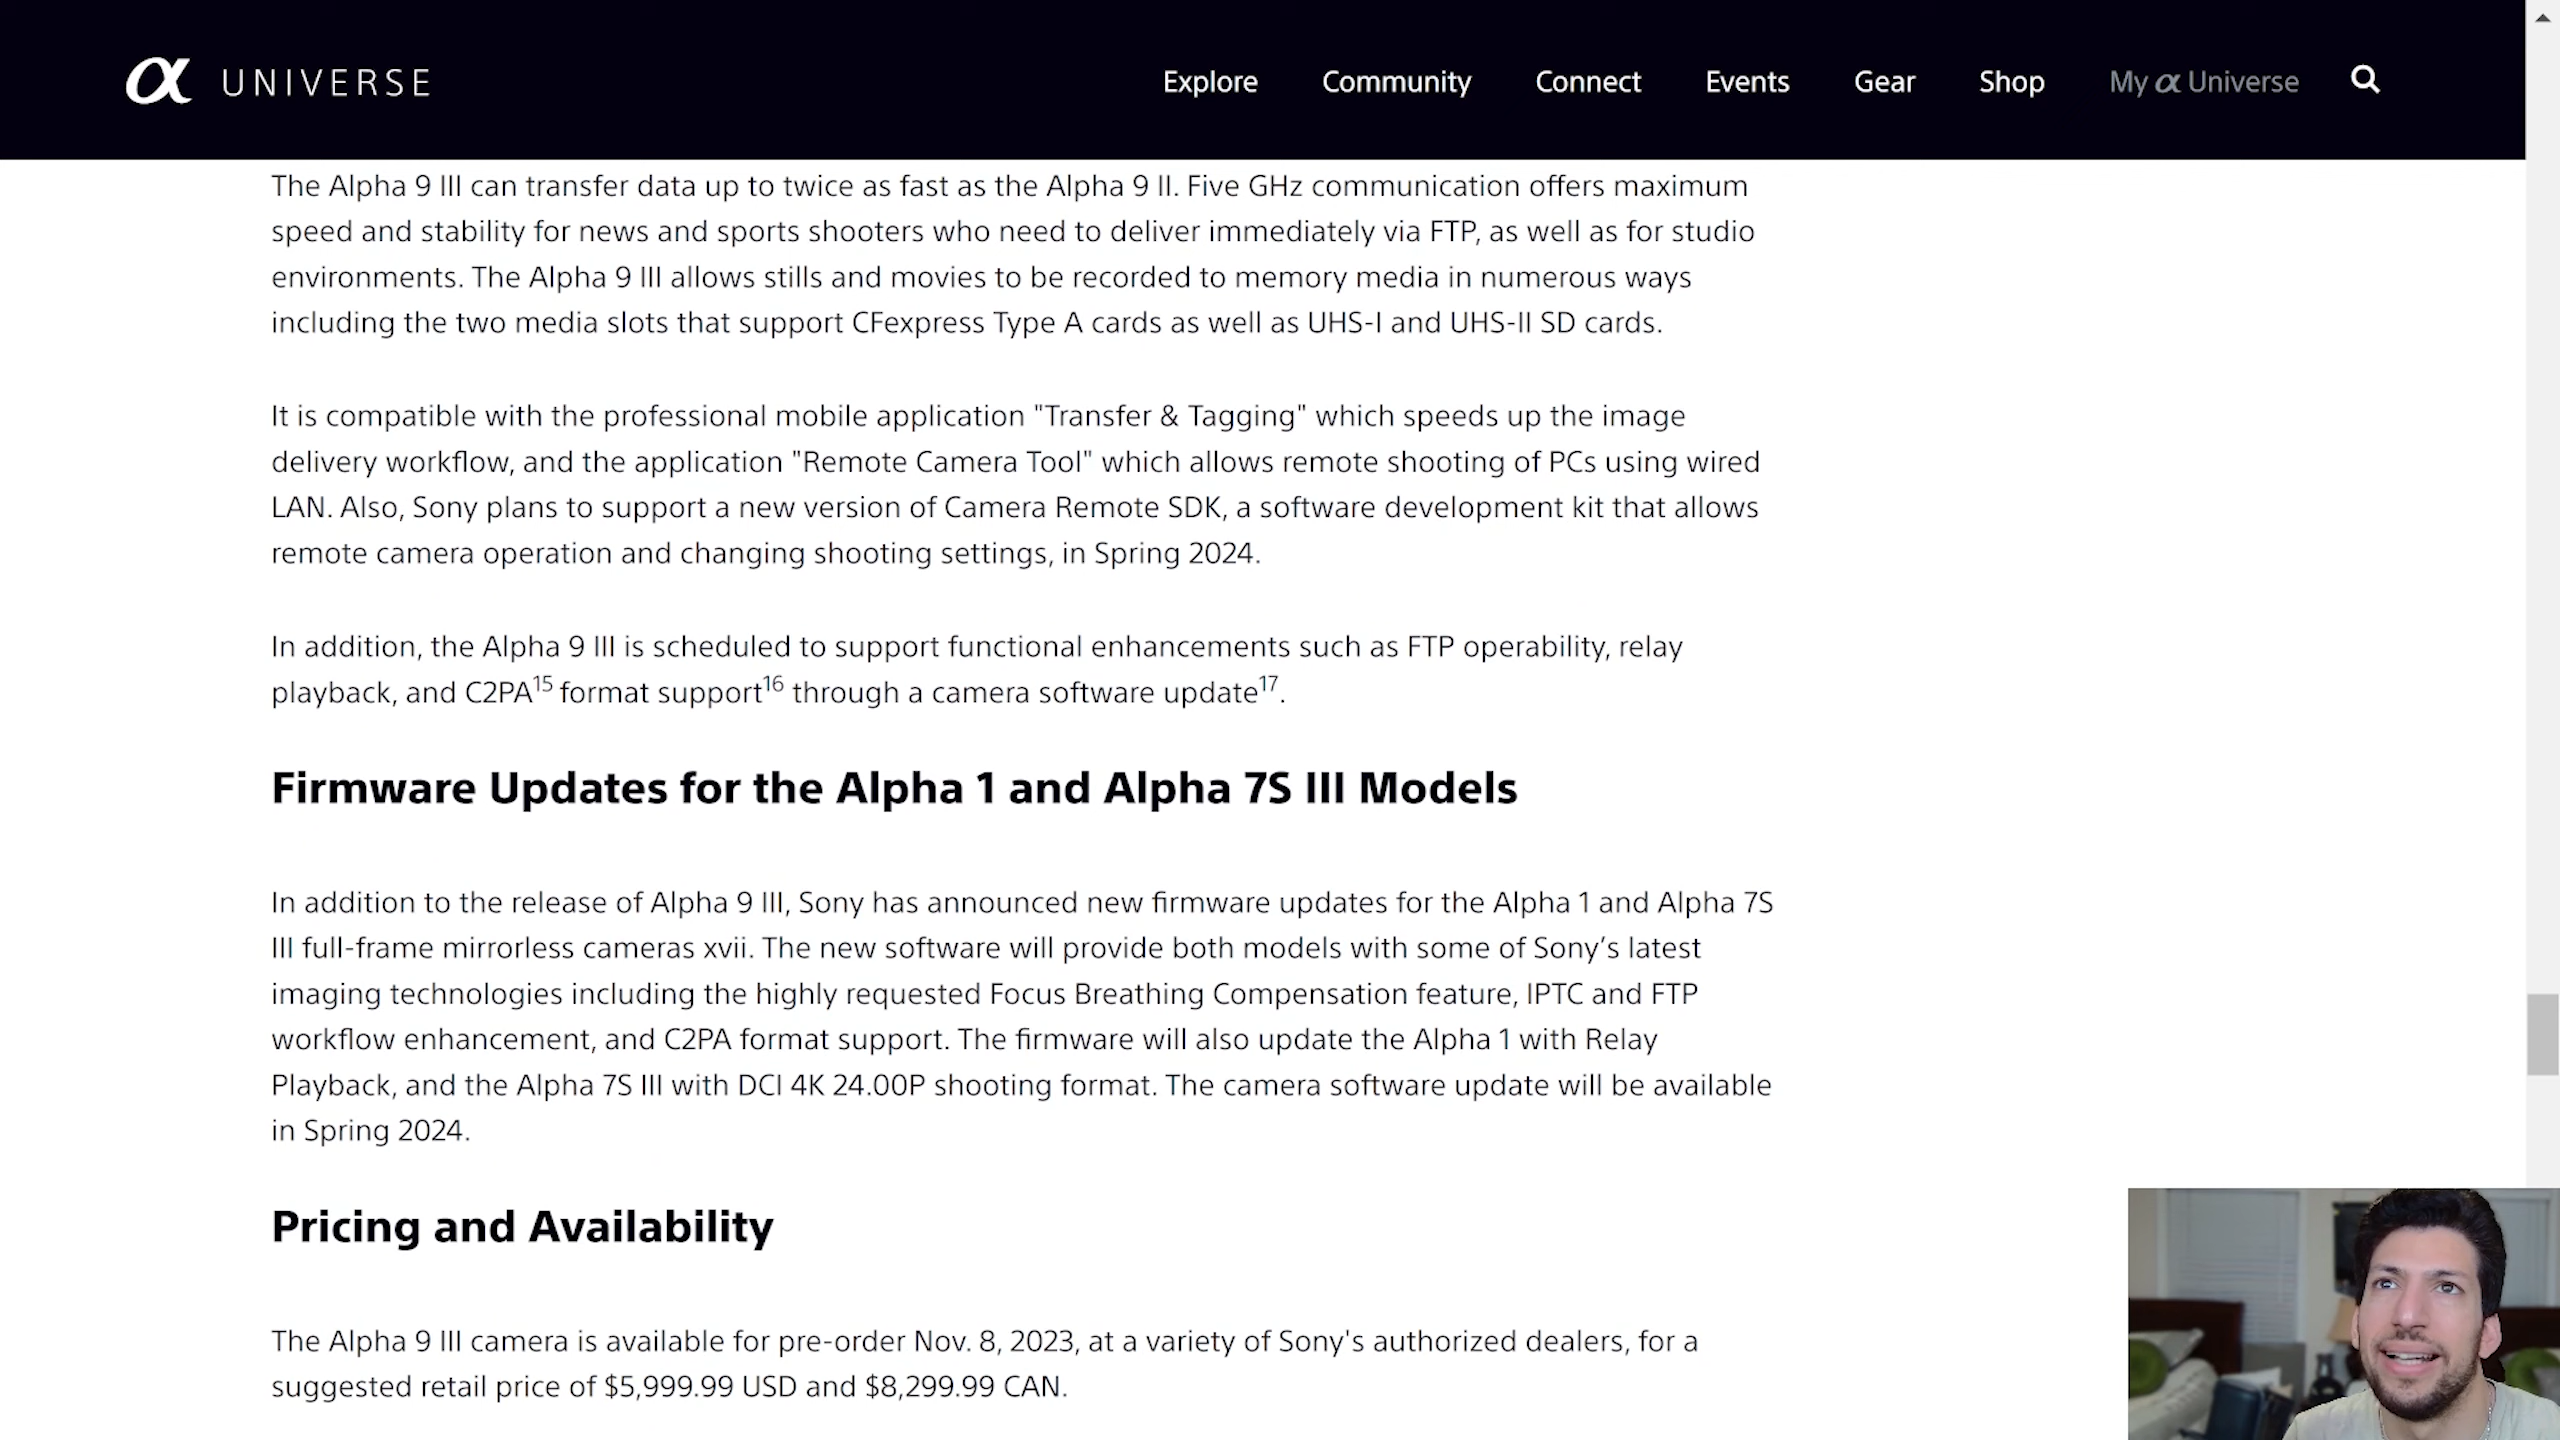 α UNIVERSE
Explore Community Connect Events Gear Shop My α Universe
The Alpha 9 III can transfer data up to twice as fast as the Alpha 9 II. Five GHz communication offers maximum
speed and stability for news and sports shooters who need to deliver immediately via FTP, as well as for studio
environments. The Alpha 9 III allows stills and movies to be recorded to memory media in numerous ways
including the two media slots that support CFexpress Type A cards as well as UHS-I and UHS-II SD cards.
It is compatible with the professional mobile application "Transfer & Tagging" which speeds up the image
delivery workflow, and the application "Remote Camera Tool" which allows remote shooting of PCs using wired
LAN. Also, Sony plans to support a new version of Camera Remote SDK, a software development kit that allows
remote camera operation and changing shooting settings, in Spring 2024.
In addition, the Alpha 9 III is scheduled to support functional enhancements such as FTP operability, relay
playback, and C2PA15 format support16 through a camera software update17.
Firmware Updates for the Alpha 1 and Alpha 7S III Models
In addition to the release of Alpha 9 III, Sony has announced new firmware updates for the Alpha 1 and Alpha 7S
III full-frame mirrorless cameras xvii. The new software will provide both models with some of Sony’s latest
imaging technologies including the highly requested Focus Breathing Compensation feature, IPTC and FTP
workflow enhancement, and C2PA format support. The firmware will also update the Alpha 1 with Relay
Playback, and the Alpha 7S III with DCI 4K 24.00P shooting format. The camera software update will be available
in Spring 2024.
Pricing and Availability
The Alpha 9 III camera is available for pre-order Nov. 8, 2023, at a variety of Sony's authorized dealers, for a
suggested retail price of $5,999.99 USD and $8,299.99 CAN.